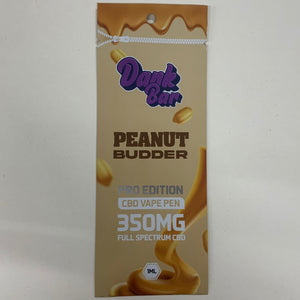 Dank
Bar
PEANUT
BUDDER
PRO EDITION
CBD VAPE PEN
350MG
FULL SPECTRUM CBD
1ML